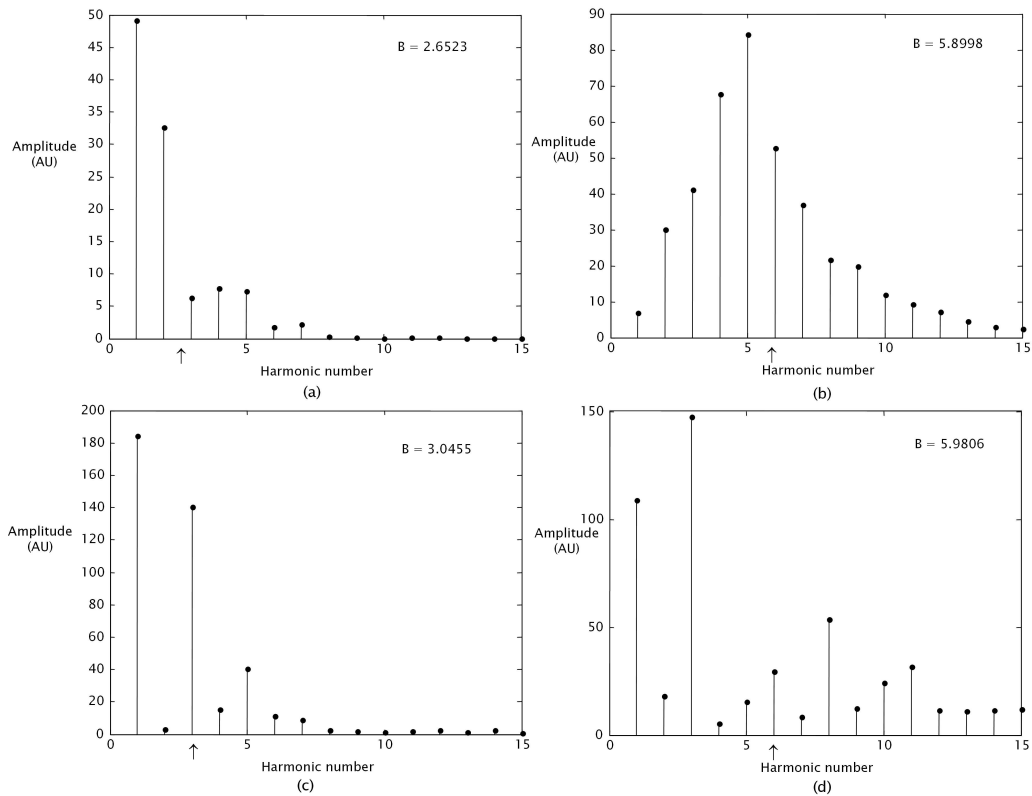 50
45
40
35
30
25
20
15
10
5
0
Amplitude
(AU)
B = 2.6523
0 5 10 15
↑
Harmonic number
(a)
90
80
70
60
50
40
30
20
10
0
Amplitude
(AU)
B = 5.8998
0 5 10 15
↑
Harmonic number
(b)
200
180
160
140
120
100
80
60
40
20
0
Amplitude
(AU)
B = 3.0455
0 5 10 15
↑
Harmonic number
(c)
150
100
50
0
Amplitude
(AU)
B = 5.9806
0 5 10 15
↑
Harmonic number
(d)